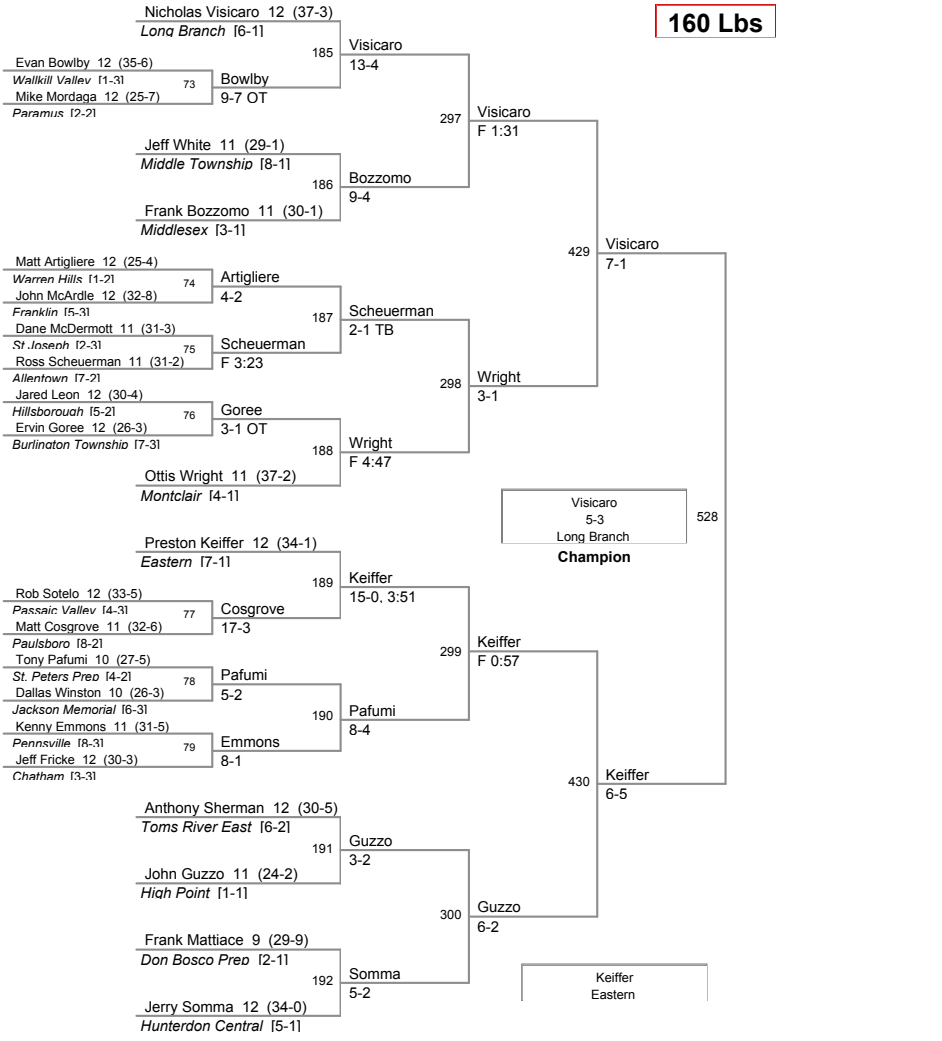 Nicholas Visicaro 12 (37-3)
160 Lbs
Long Branch [6-1]
185
Visicaro
13-4
Evan Bowlby 12 (35-6)
Wallkill Valley [1-3]
73
Bowlby
9-7 OT
Mike Mordaga 12 (25-7)
Paramus [2-2]
297
Visicaro
F 1:31
Jeff White 11 (29-1)
Middle Township [8-1]
186
Bozzomo
9-4
Frank Bozzomo 11 (30-1)
Middlesex [3-1]
429
Visicaro
7-1
Matt Artigliere 12 (25-4)
Warren Hills [1-2]
74
Artigliere
4-2
John McArdle 12 (32-8)
Franklin [5-3]
187
Scheuerman
2-1 TB
Dane McDermott 11 (31-3)
St Joseph [2-3]
75
Scheuerman
F 3:23
Ross Scheuerman 11 (31-2)
Allentown [7-2]
298
Wright
3-1
Jared Leon 12 (30-4)
Hillsborough [5-2]
76
Goree
3-1 OT
Ervin Goree 12 (26-3)
Burlington Township [7-3]
188
Wright
F 4:47
Ottis Wright 11 (37-2)
Montclair [4-1]
Visicaro
5-3
Long Branch
Champion
528
Preston Keiffer 12 (34-1)
Eastern [7-1]
189
Keiffer
15-0, 3:51
Rob Sotelo 12 (33-5)
Passaic Valley [4-3]
77
Cosgrove
17-3
Matt Cosgrove 11 (32-6)
Paulsboro [8-2]
299
Keiffer
F 0:57
Tony Pafumi 10 (27-5)
St. Peters Prep [4-2]
78
Pafumi
5-2
Dallas Winston 10 (26-3)
Jackson Memorial [6-3]
190
Pafumi
8-4
Kenny Emmons 11 (31-5)
Pennsville [8-3]
79
Emmons
8-1
Jeff Fricke 12 (30-3)
Chatham [3-3]
430
Keiffer
6-5
Anthony Sherman 12 (30-5)
Toms River East [6-2]
191
Guzzo
3-2
John Guzzo 11 (24-2)
High Point [1-1]
300
Guzzo
6-2
Frank Mattiace 9 (29-9)
Don Bosco Prep [2-1]
192
Somma
5-2
Jerry Somma 12 (34-0)
Hunterdon Central [5-1]
Keiffer
Eastern